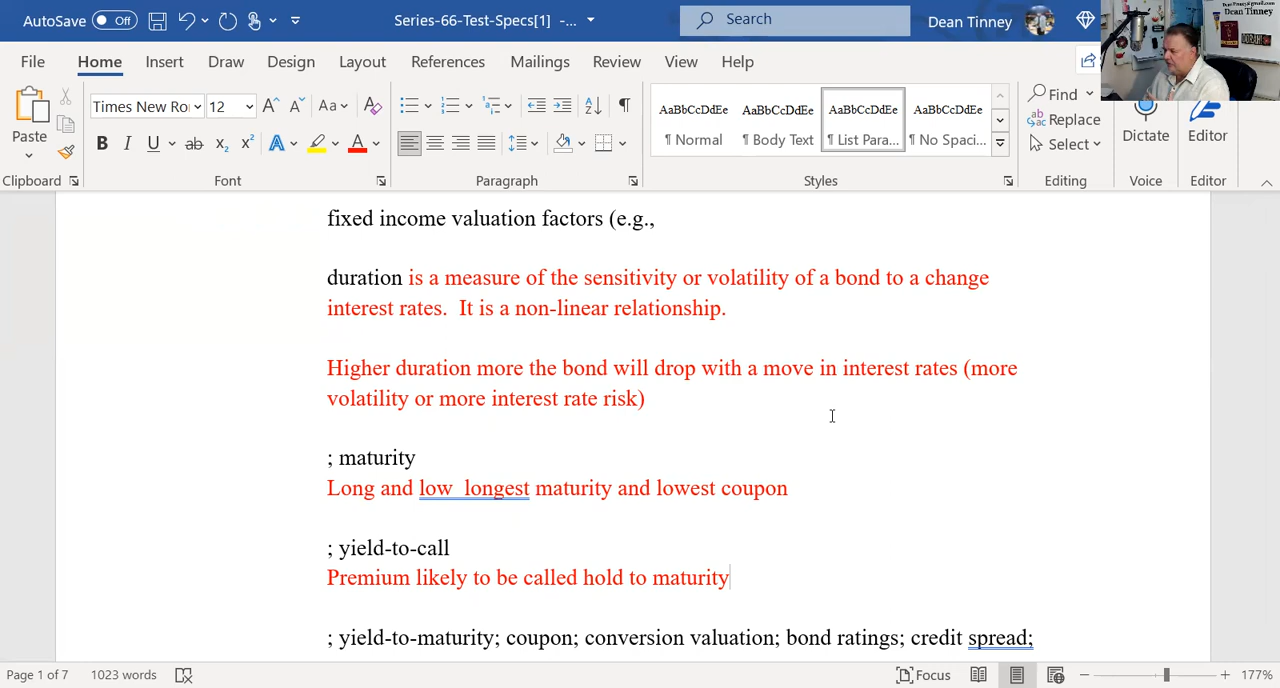 AutoSave Off Series-66-Test-Specs[1] -... Search Dean Tinney
File Home Insert Draw Design Layout References Mailings Review View Help
Paste Times New Ro 12 Aa AaBbCcDdEe AaBbCcDdEe AaBbCcDdEe AaBbCcDdEe Find Replace Select Dictate Editor
¶ Normal ¶ Body Text ¶ List Para... ¶ No Spaci...
Clipboard Font Paragraph Styles Editing Voice Editor
fixed income valuation factors (e.g.,
duration is a measure of the sensitivity or volatility of a bond to a change
interest rates.  It is a non-linear relationship.
Higher duration more the bond will drop with a move in interest rates (more
volatility or more interest rate risk)
; maturity
Long and low  longest maturity and lowest coupon
; yield-to-call
Premium likely to be called hold to maturity
; yield-to-maturity; coupon; conversion valuation; bond ratings; credit spread;
Page 1 of 7 1023 words Focus 177%